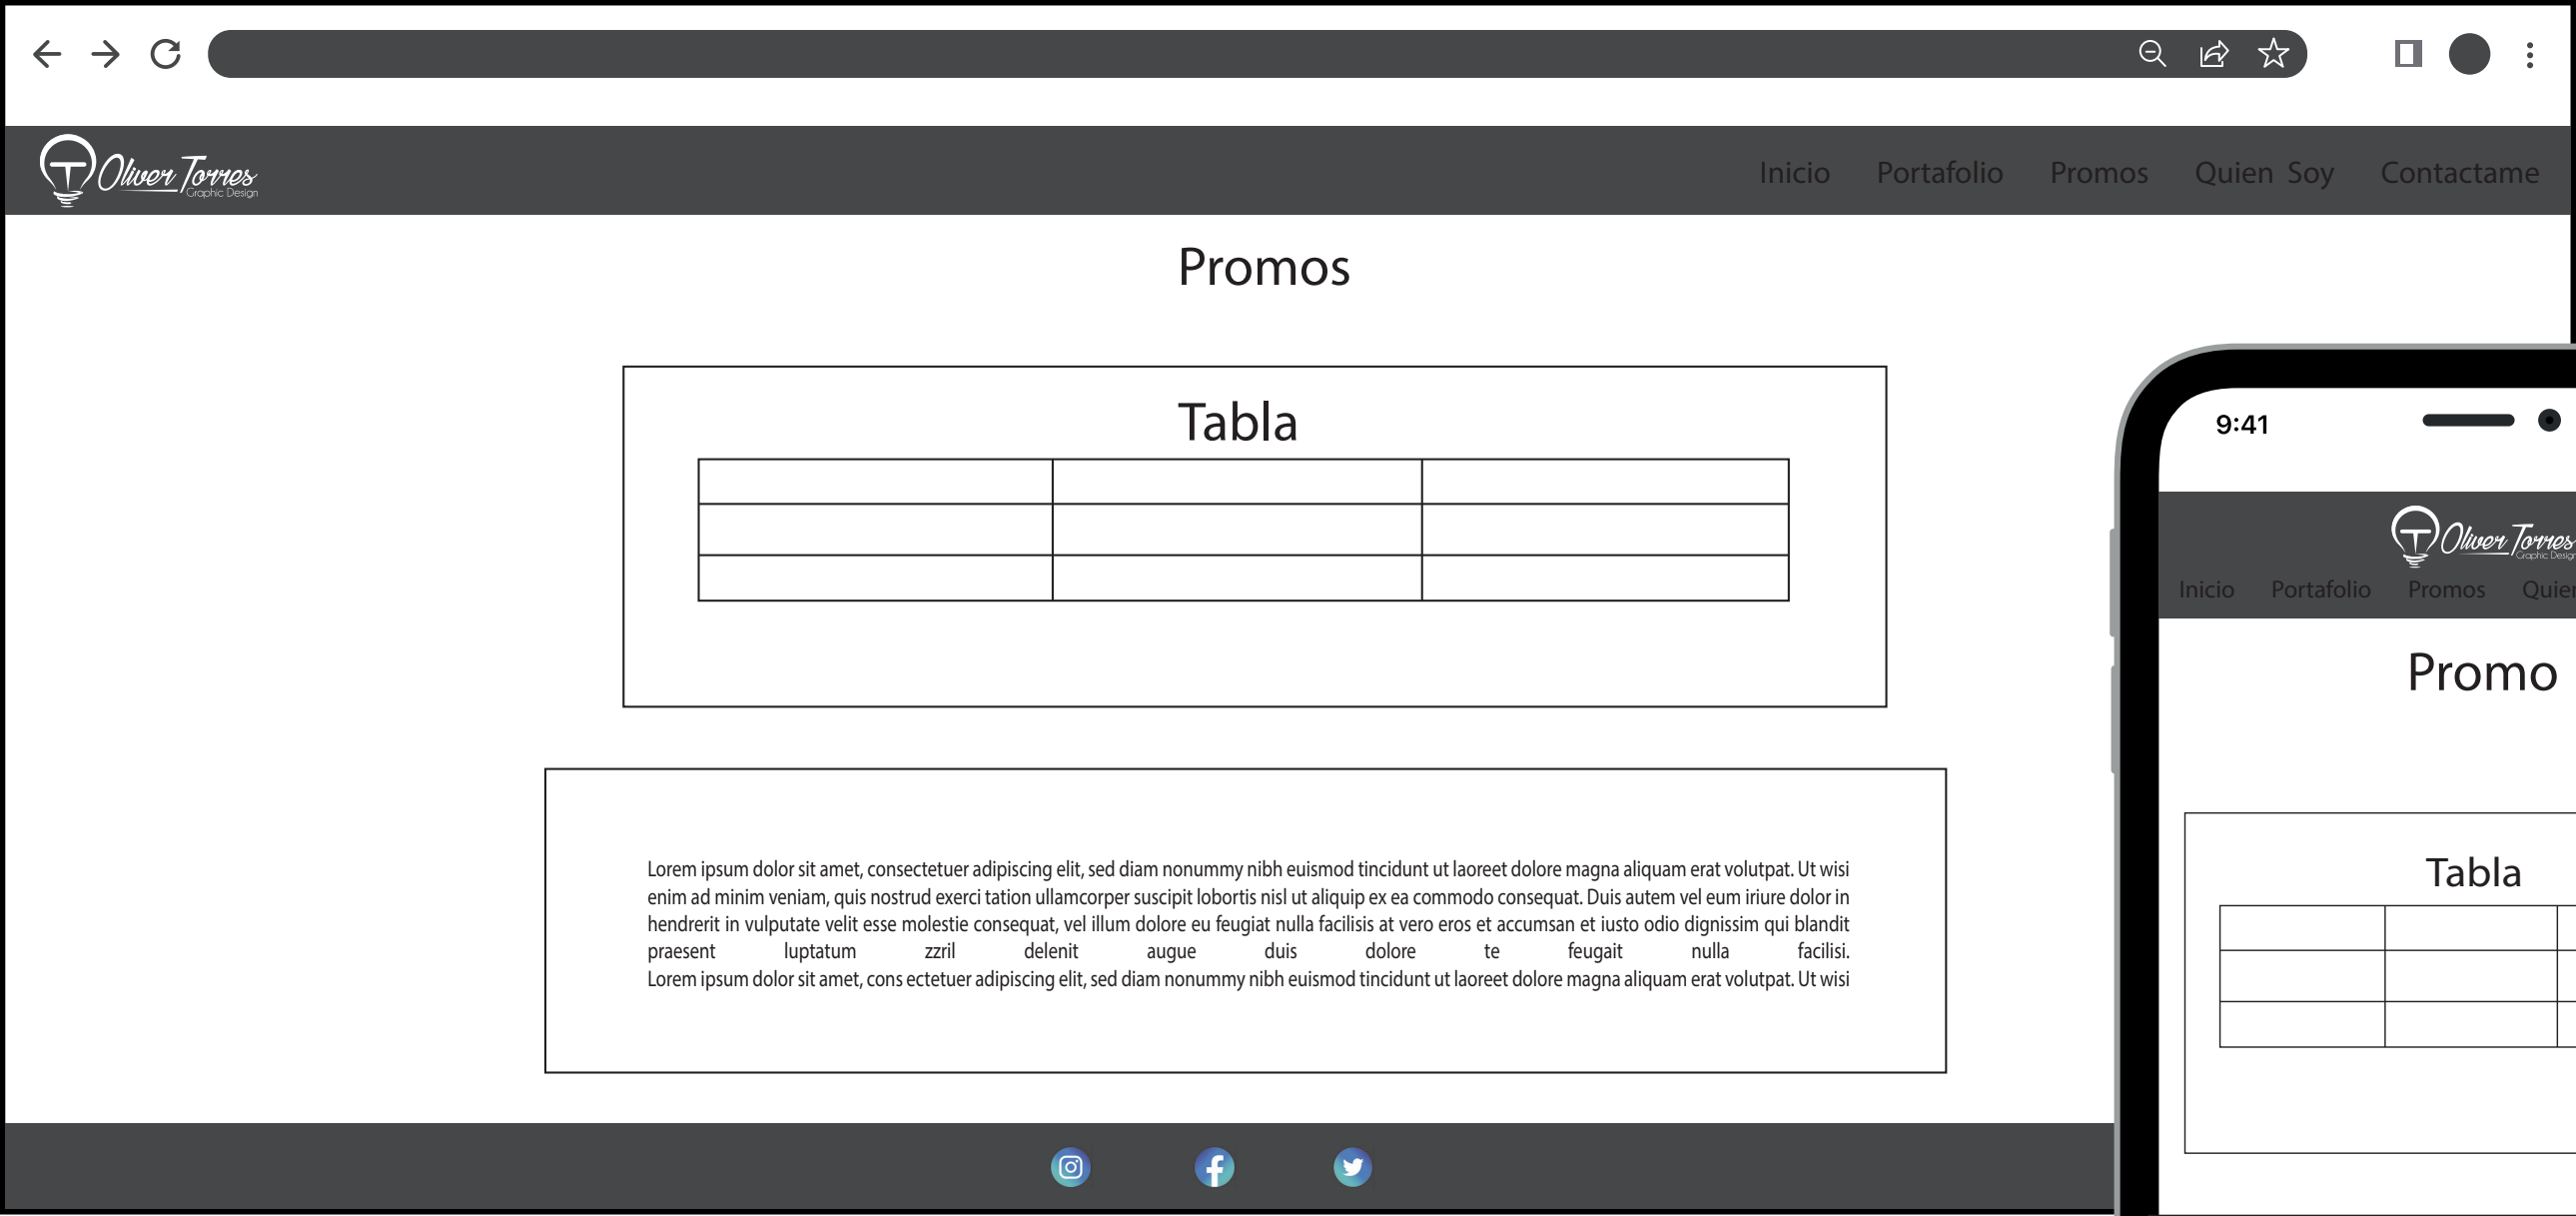 Oliver Torres
Graphic Design
Inicio Portafolio Promos Quien Soy Contactame
Promos
Tabla
Lorem ipsum dolor sit amet, consectetuer adipiscing elit, sed diam nonummy nibh euismod tincidunt ut laoreet dolore magna aliquam erat volutpat. Ut wisi
enim ad minim veniam, quis nostrud exerci tation ullamcorper suscipit lobortis nisl ut aliquip ex ea commodo consequat. Duis autem vel eum iriure dolor in
hendrerit in vulputate velit esse molestie consequat, vel illum dolore eu feugiat nulla facilisis at vero eros et accumsan et iusto odio dignissim qui blandit
praesent luptatum zzril delenit augue duis dolore te feugait nulla facilisi.
Lorem ipsum dolor sit amet, cons ectetuer adipiscing elit, sed diam nonummy nibh euismod tincidunt ut laoreet dolore magna aliquam erat volutpat. Ut wisi
9:41
Oliver Torres
Graphic Desig
Inicio Portafolio Promos Quien
Promo
Tabla